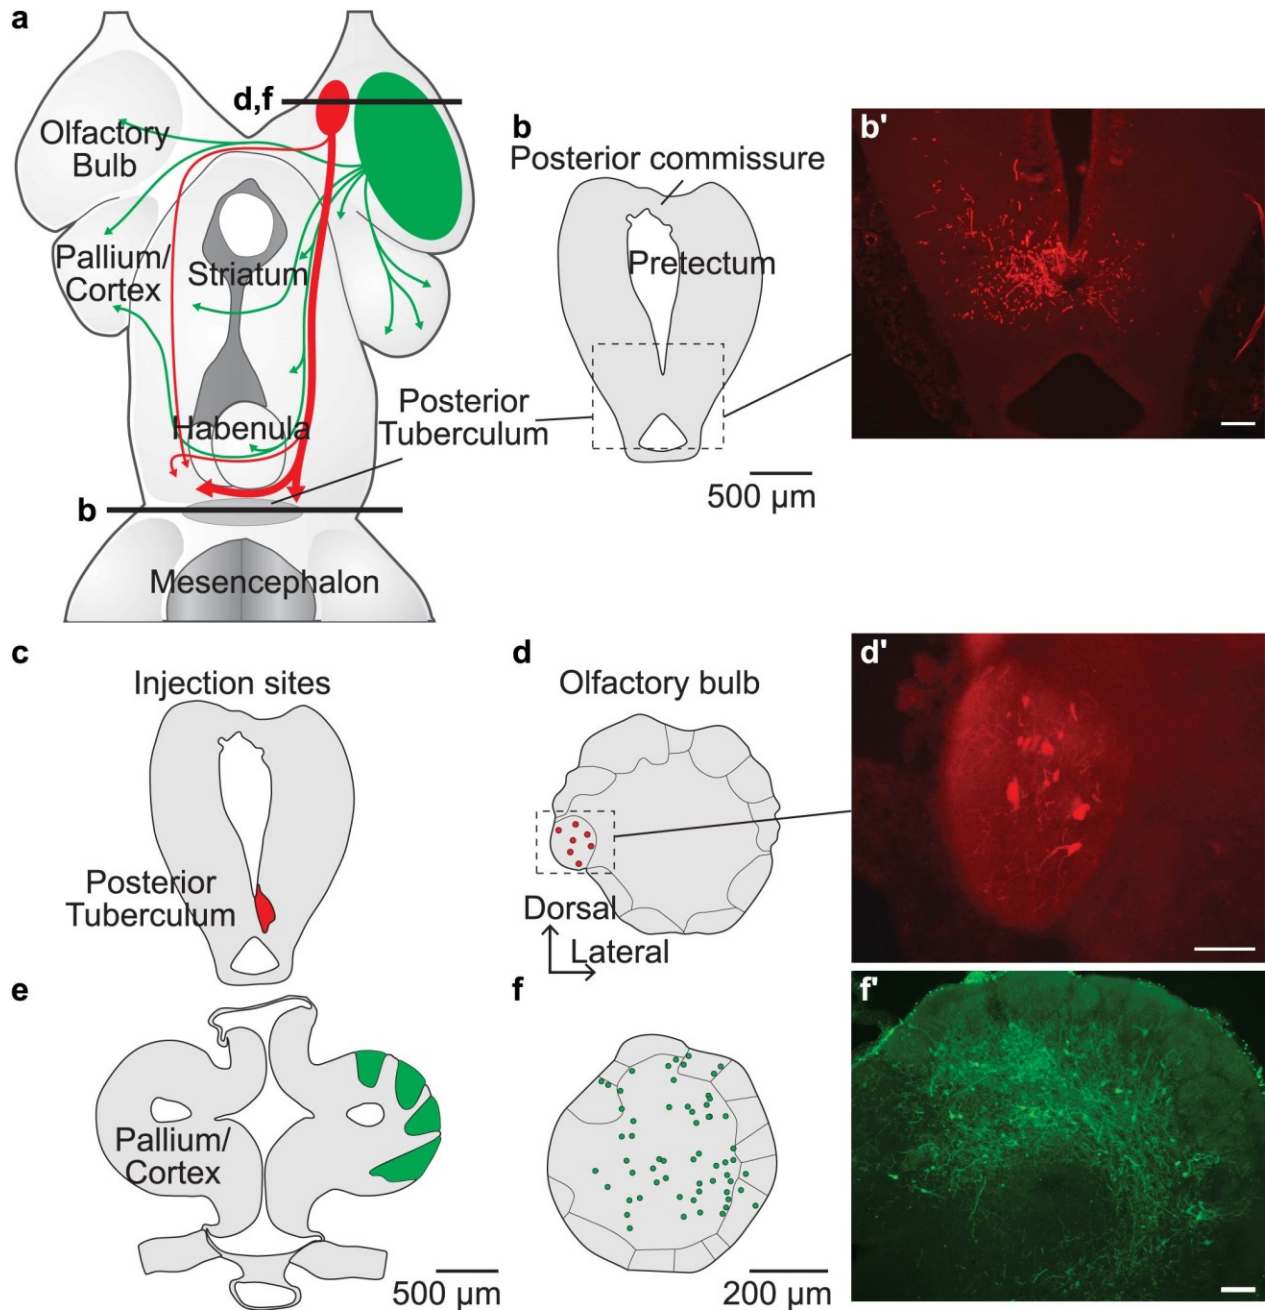 a
d,f
Olfactory
Bulb
Pallium/
Cortex
Striatum
Habenula
Posterior
Tuberculum
b
Mesencephalon
b
Posterior commissure
Pretectum
500 µm
b'
c
Injection sites
Posterior
Tuberculum
d
Olfactory bulb
Dorsal
Lateral
d'
e
Pallium/
Cortex
500 µm
f
200 µm
f'